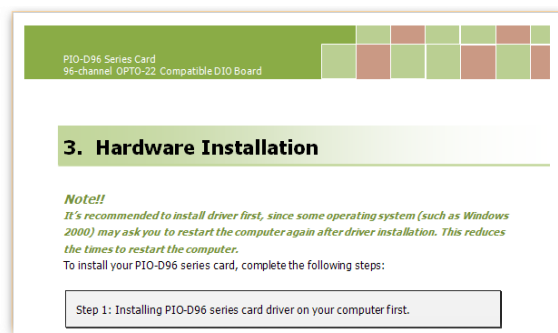 PIO-D96 Series Card
96-channel OPTO-22 Compatible DIO Board
3. Hardware Installation
Note!!
It's recommended to install driver first, since some operating system (such as Windows
2000) may ask you to restart the computer again after driver installation. This reduces
the times to restart the computer.
To install your PIO-D96 series card, complete the following steps:
Step 1: Installing PIO-D96 series card driver on your computer first.